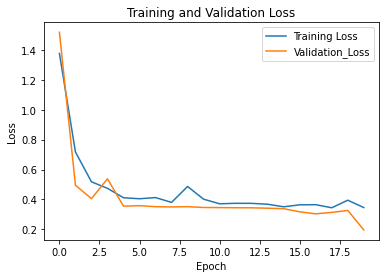 Training and Validation Loss
Training Loss
Validation_Loss
Loss
1.4
1.2
1.0
0.8
0.6
0.4
0.2
0.0 2.5 5.0 7.5 10.0 12.5 15.0 17.5
Epoch